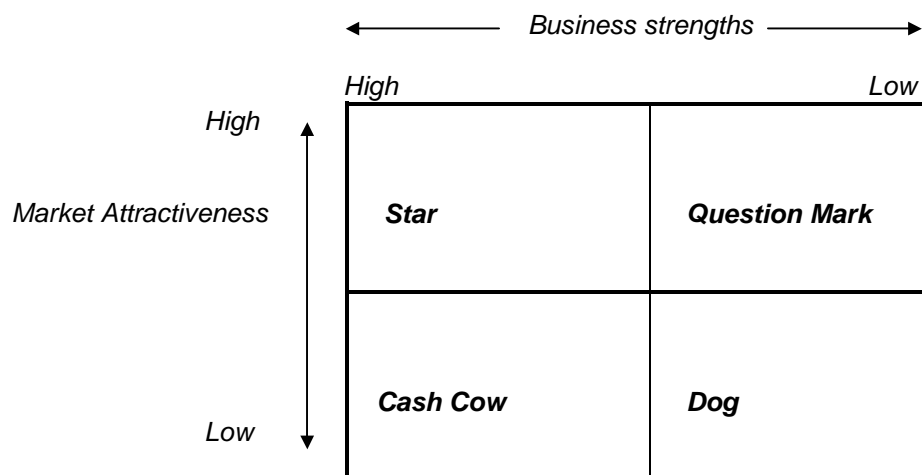 Business strengths
High Low
High
Market Attractiveness
Star Question Mark
Cash Cow Dog
Low